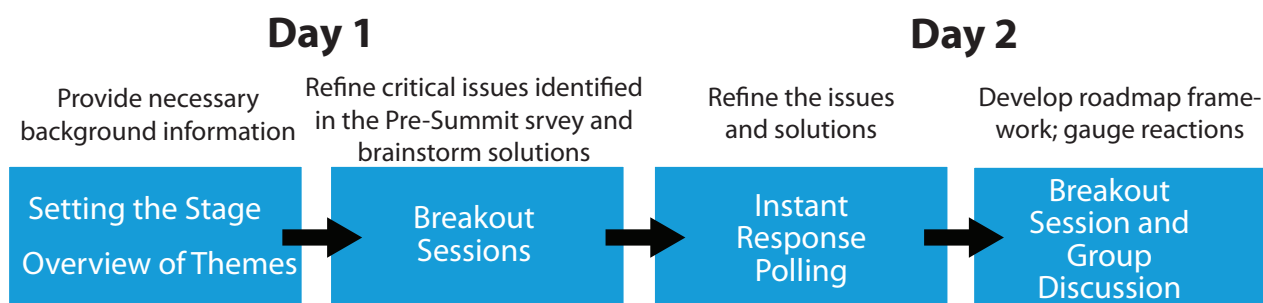 Day 1
Provide necessary
background information
Refine critical issues identified
in the Pre-Summit srvey and
brainstorm solutions
Setting the Stage
Overview of Themes
Breakout
Sessions
Day 2
Refine the issues
and solutions
Develop roadmap frame-
work; gauge reactions
Instant
Response
Polling
Breakout
Session and
Group
Discussion